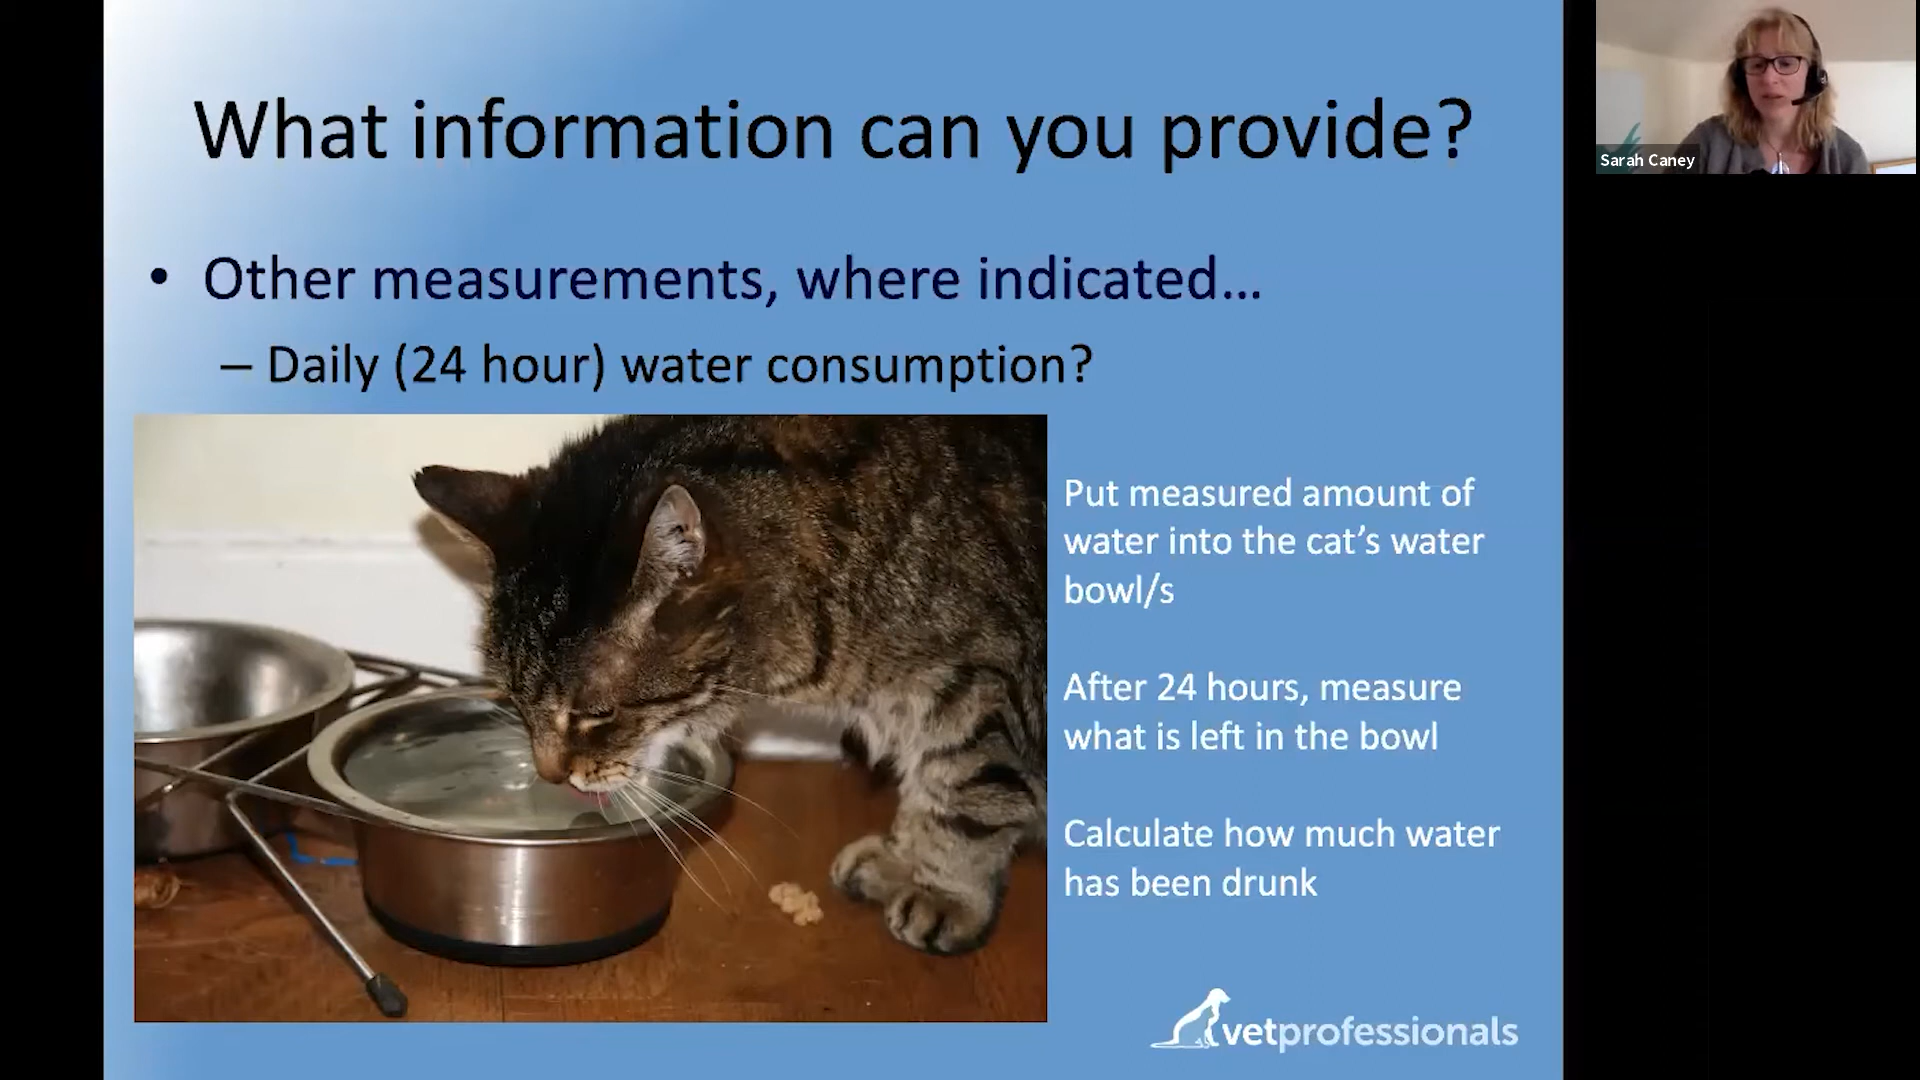 What information can you provide?
• Other measurements, where indicated...
– Daily (24 hour) water consumption?
Put measured amount of
water into the cat's water
bowl/s
After 24 hours, measure
what is left in the bowl
Calculate how much water
has been drunk
vetprofessionals
Sarah Caney